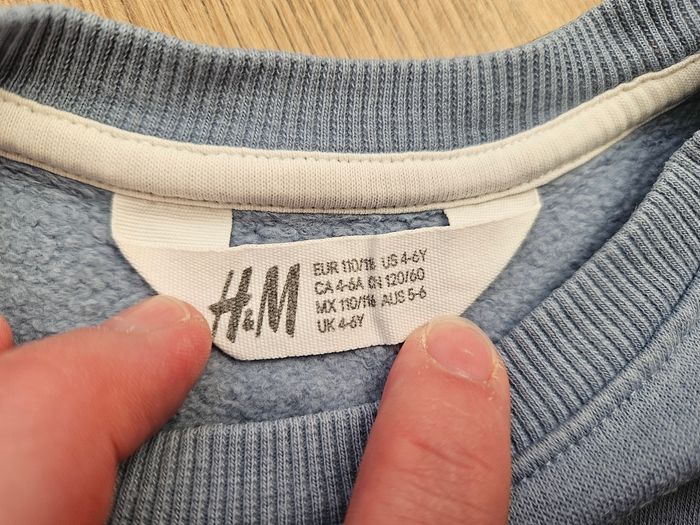 H&M
EUR 110/116 US 4-6Y
CA 4-6A CH 120/60
MX 110/116 AUS 5-6
UK 4-6Y